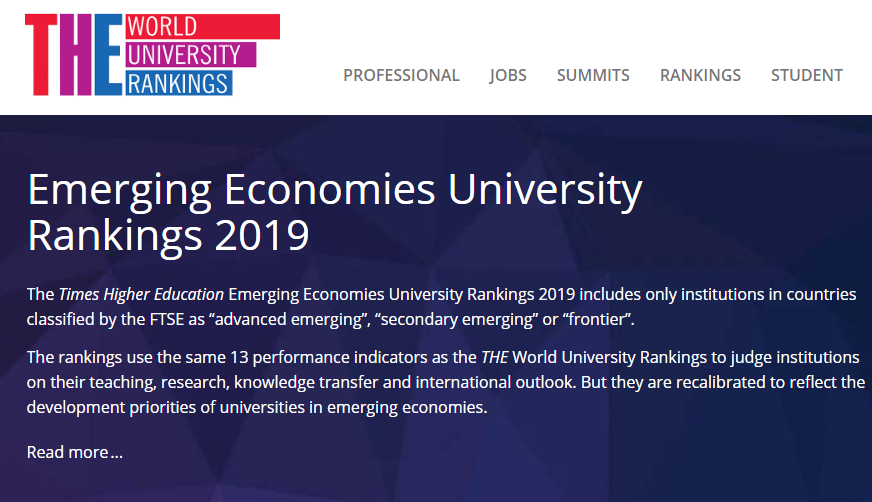 THE WORLD
UNIVERSITY
RANKINGS
PROFESSIONAL JOBS SUMMITS RANKINGS STUDENT
Emerging Economies University
Rankings 2019
The Times Higher Education Emerging Economies University Rankings 2019 includes only institutions in countries
classified by the FTSE as “advanced emerging”, “secondary emerging” or “frontier”.
The rankings use the same 13 performance indicators as the THE World University Rankings to judge institutions
on their teaching, research, knowledge transfer and international outlook. But they are recalibrated to reflect the
development priorities of universities in emerging economies.
Read more ...